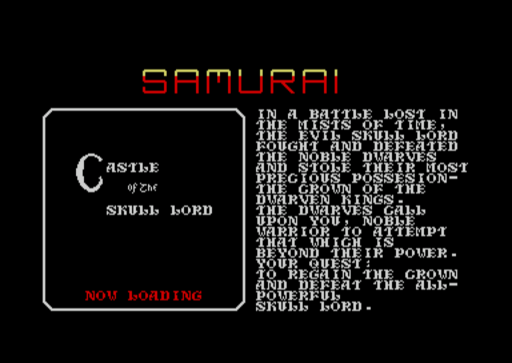 SAMURAI
CASTLE
of The
SKULL LORD
NOW LOADING
IN A BATTLE LOST IN
THE MISTS OF TIME,
THE EVIL SKULL LORD
FOUGHT AND DEFEATED
THE NOBLE DWARVES
AND STOLE THEIR MOST
PRECIOUS POSSESION-
THE CROWN OF THE
DWARVEN KINGS.
THE DWARVES CALL
UPON YOU, NOBLE
WARRIOR TO ATTEMPT
THAT WHICH IS
BEYOND THEIR POWER.
YOUR QUEST:
TO REGAIN THE CROWN
AND DEFEAT THE ALL-
POWERFUL
SKULL LORD.